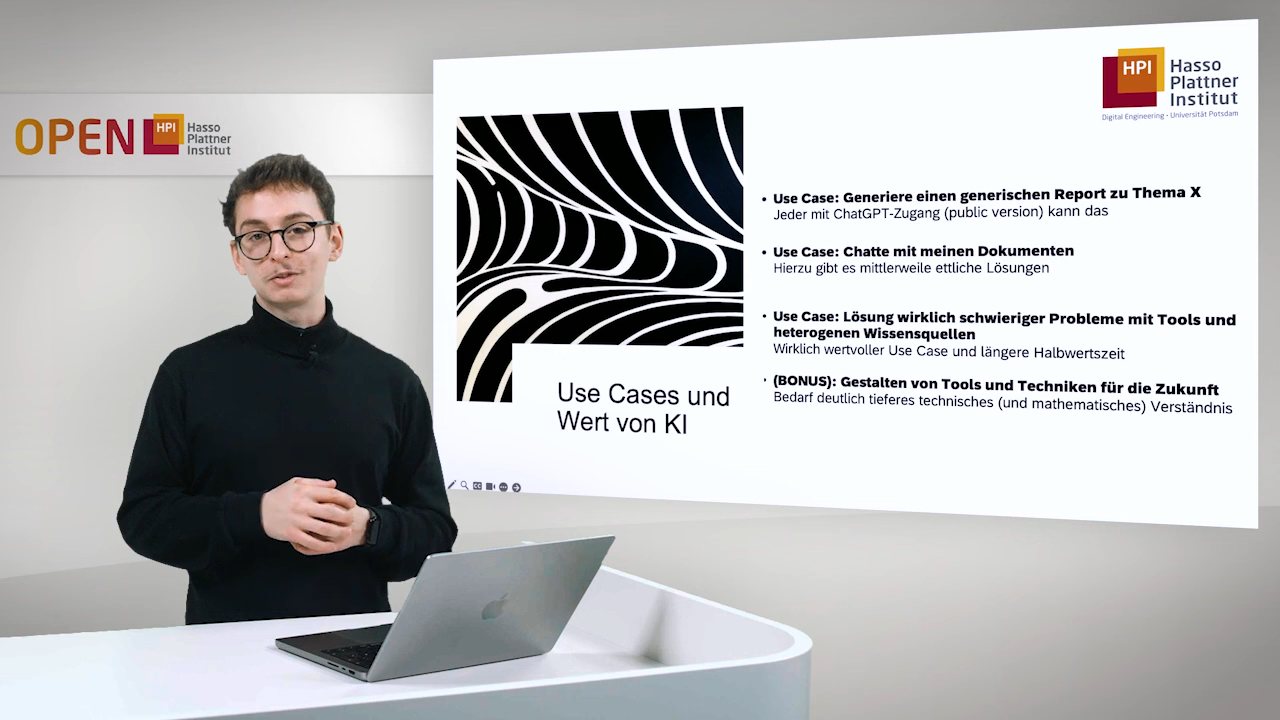 OPEN HPI Hasso
Plattner
Institut
HPI Hasso
Plattner
Institut
Digital Engineering • Universität Potsdam
• Use Case: Generiere einen generischen Report zu Thema X
Jeder mit ChatGPT-Zugang (public version) kann das
• Use Case: Chatte mit meinen Dokumenten
Hierzu gibt es mittlerweile ettliche Lösungen
• Use Case: Lösung wirklich schwieriger Probleme mit Tools und
heterogenen Wissensquellen
Wirklich wertvoller Use Case und längere Halbwertszeit
• (BONUS): Gestalten von Tools und Techniken für die Zukunft
Bedarf deutlich tieferes technisches (und mathematisches) Verständnis
Use Cases und
Wert von KI